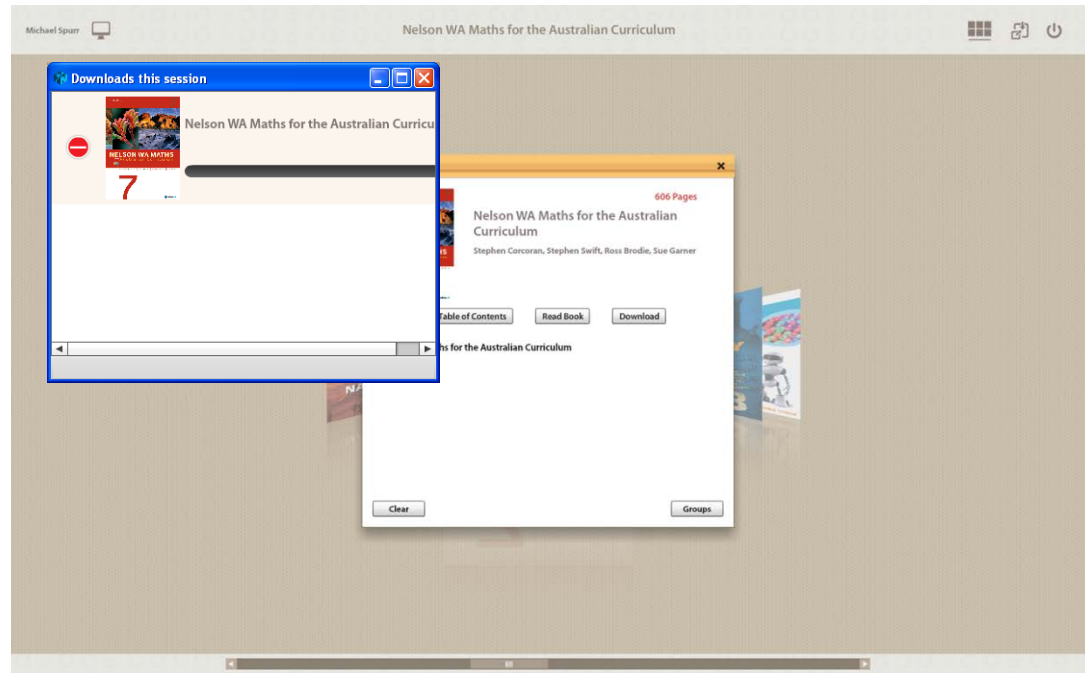 Michael Spurr
Nelson WA Maths for the Australian Curriculum
Downloads this session
Nelson WA Maths for the Australian Curricu
NELSON WA MATHS
7
606 Pages
Nelson WA Maths for the Australian
Curriculum
Stephen Corcoran, Stephen Swift, Ross Brodie, Sue Garner
Table of Contents
Read Book
Download
hs for the Australian Curriculum
Clear
Groups